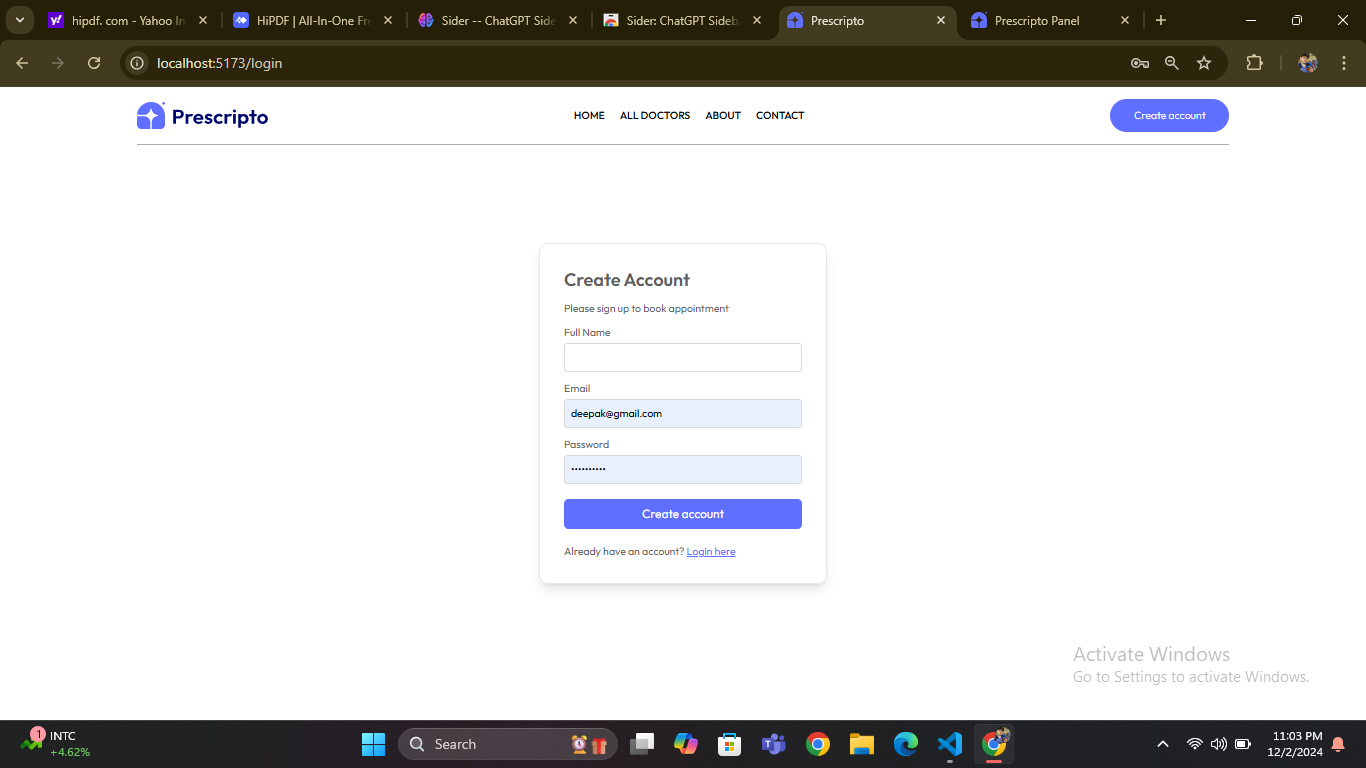 hipdf. com - Yahoo In
HiPDF | All-In-One Fre
Sider -- ChatGPT Side
Sider: ChatGPT Sideb
Prescripto
Prescripto Panel
localhost:5173/login
Prescripto
HOME
ALL DOCTORS
ABOUT
CONTACT
Create account
Create Account
Please sign up to book appointment
Full Name
Email
deepak@gmail.com
Password
Create account
Already have an account? Login here
Activate Windows
Go to Settings to activate Windows.
1
INTC
+4.62%
Search
11:03 PM
12/2/2024